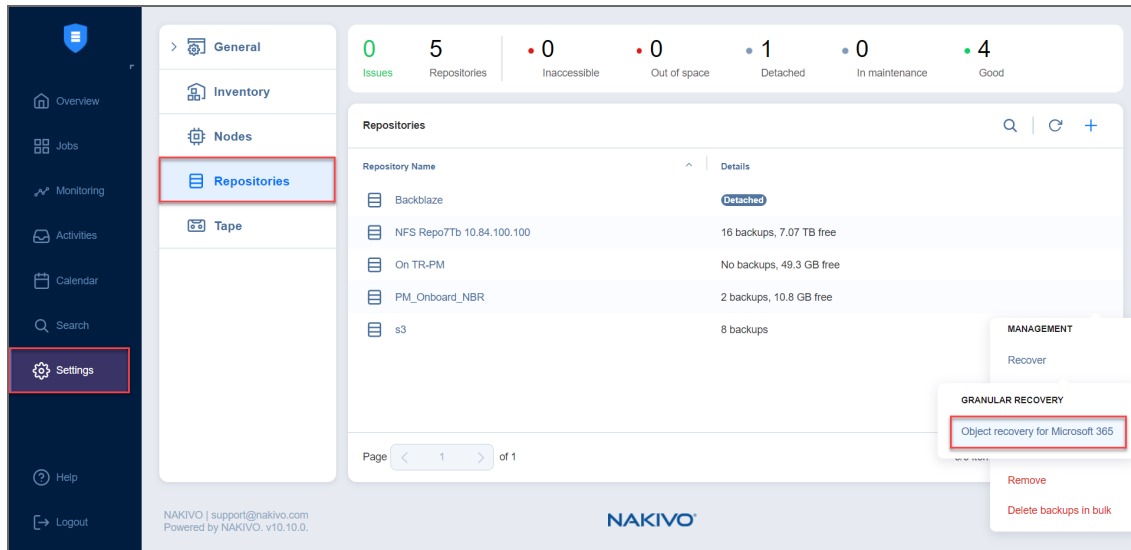 Overview
Jobs
Monitoring
Activities
Calendar
Search
Settings
Help
Logout
General
Inventory
Nodes
Repositories
Tape
0
Issues
5
Repositories
0
Inaccessible
0
Out of space
1
Detached
0
In maintenance
4
Good
Repositories
Repository Name
Details
Backblaze
Detached
NFS Repo7Tb 10.84.100.100
16 backups, 7.07 TB free
On TR-PM
No backups, 49.3 GB free
PM_Onboard_NBR
2 backups, 10.8 GB free
s3
8 backups
MANAGEMENT
Recover
GRANULAR RECOVERY
Object recovery for Microsoft 365
Remove
Delete backups in bulk
Page 1 of 1
NAKIVO | support@nakivo.com
Powered by NAKIVO. v10.10.0.
NAKIVO®